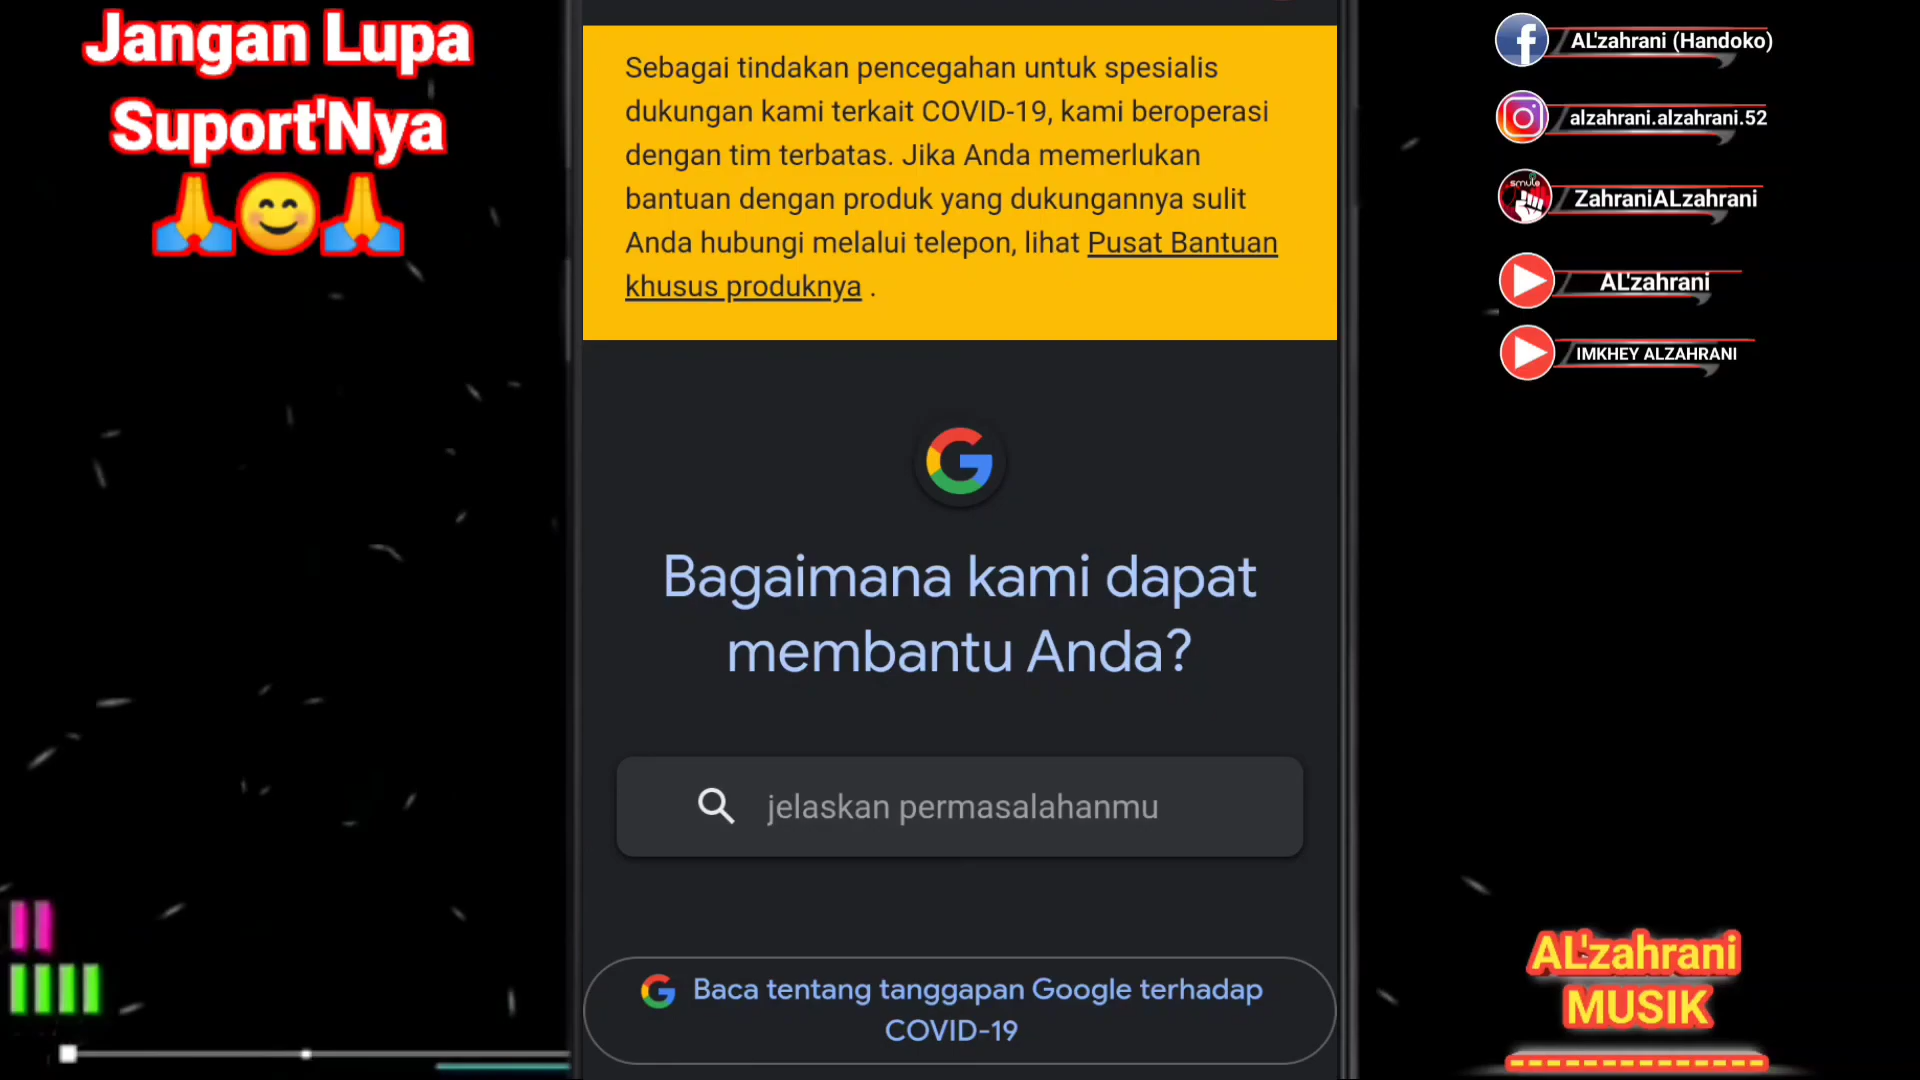 Jangan Lupa
Suport'Nya
Sebagai tindakan pencegahan untuk spesialis
dukungan kami terkait COVID-19, kami beroperasi
dengan tim terbatas. Jika Anda memerlukan
bantuan dengan produk yang dukungannya sulit
Anda hubungi melalui telepon, lihat Pusat Bantuan
khusus produknya .
Bagaimana kami dapat
membantu Anda?
jelaskan permasalahanmu
Baca tentang tanggapan Google terhadap
COVID-19
AL'zahrani (Handoko)
alzahrani.alzahrani.52
smule
ZahraniALzahrani
AL'zahrani
IMKHEY ALZAHRANI
AL'zahrani
MUSIK